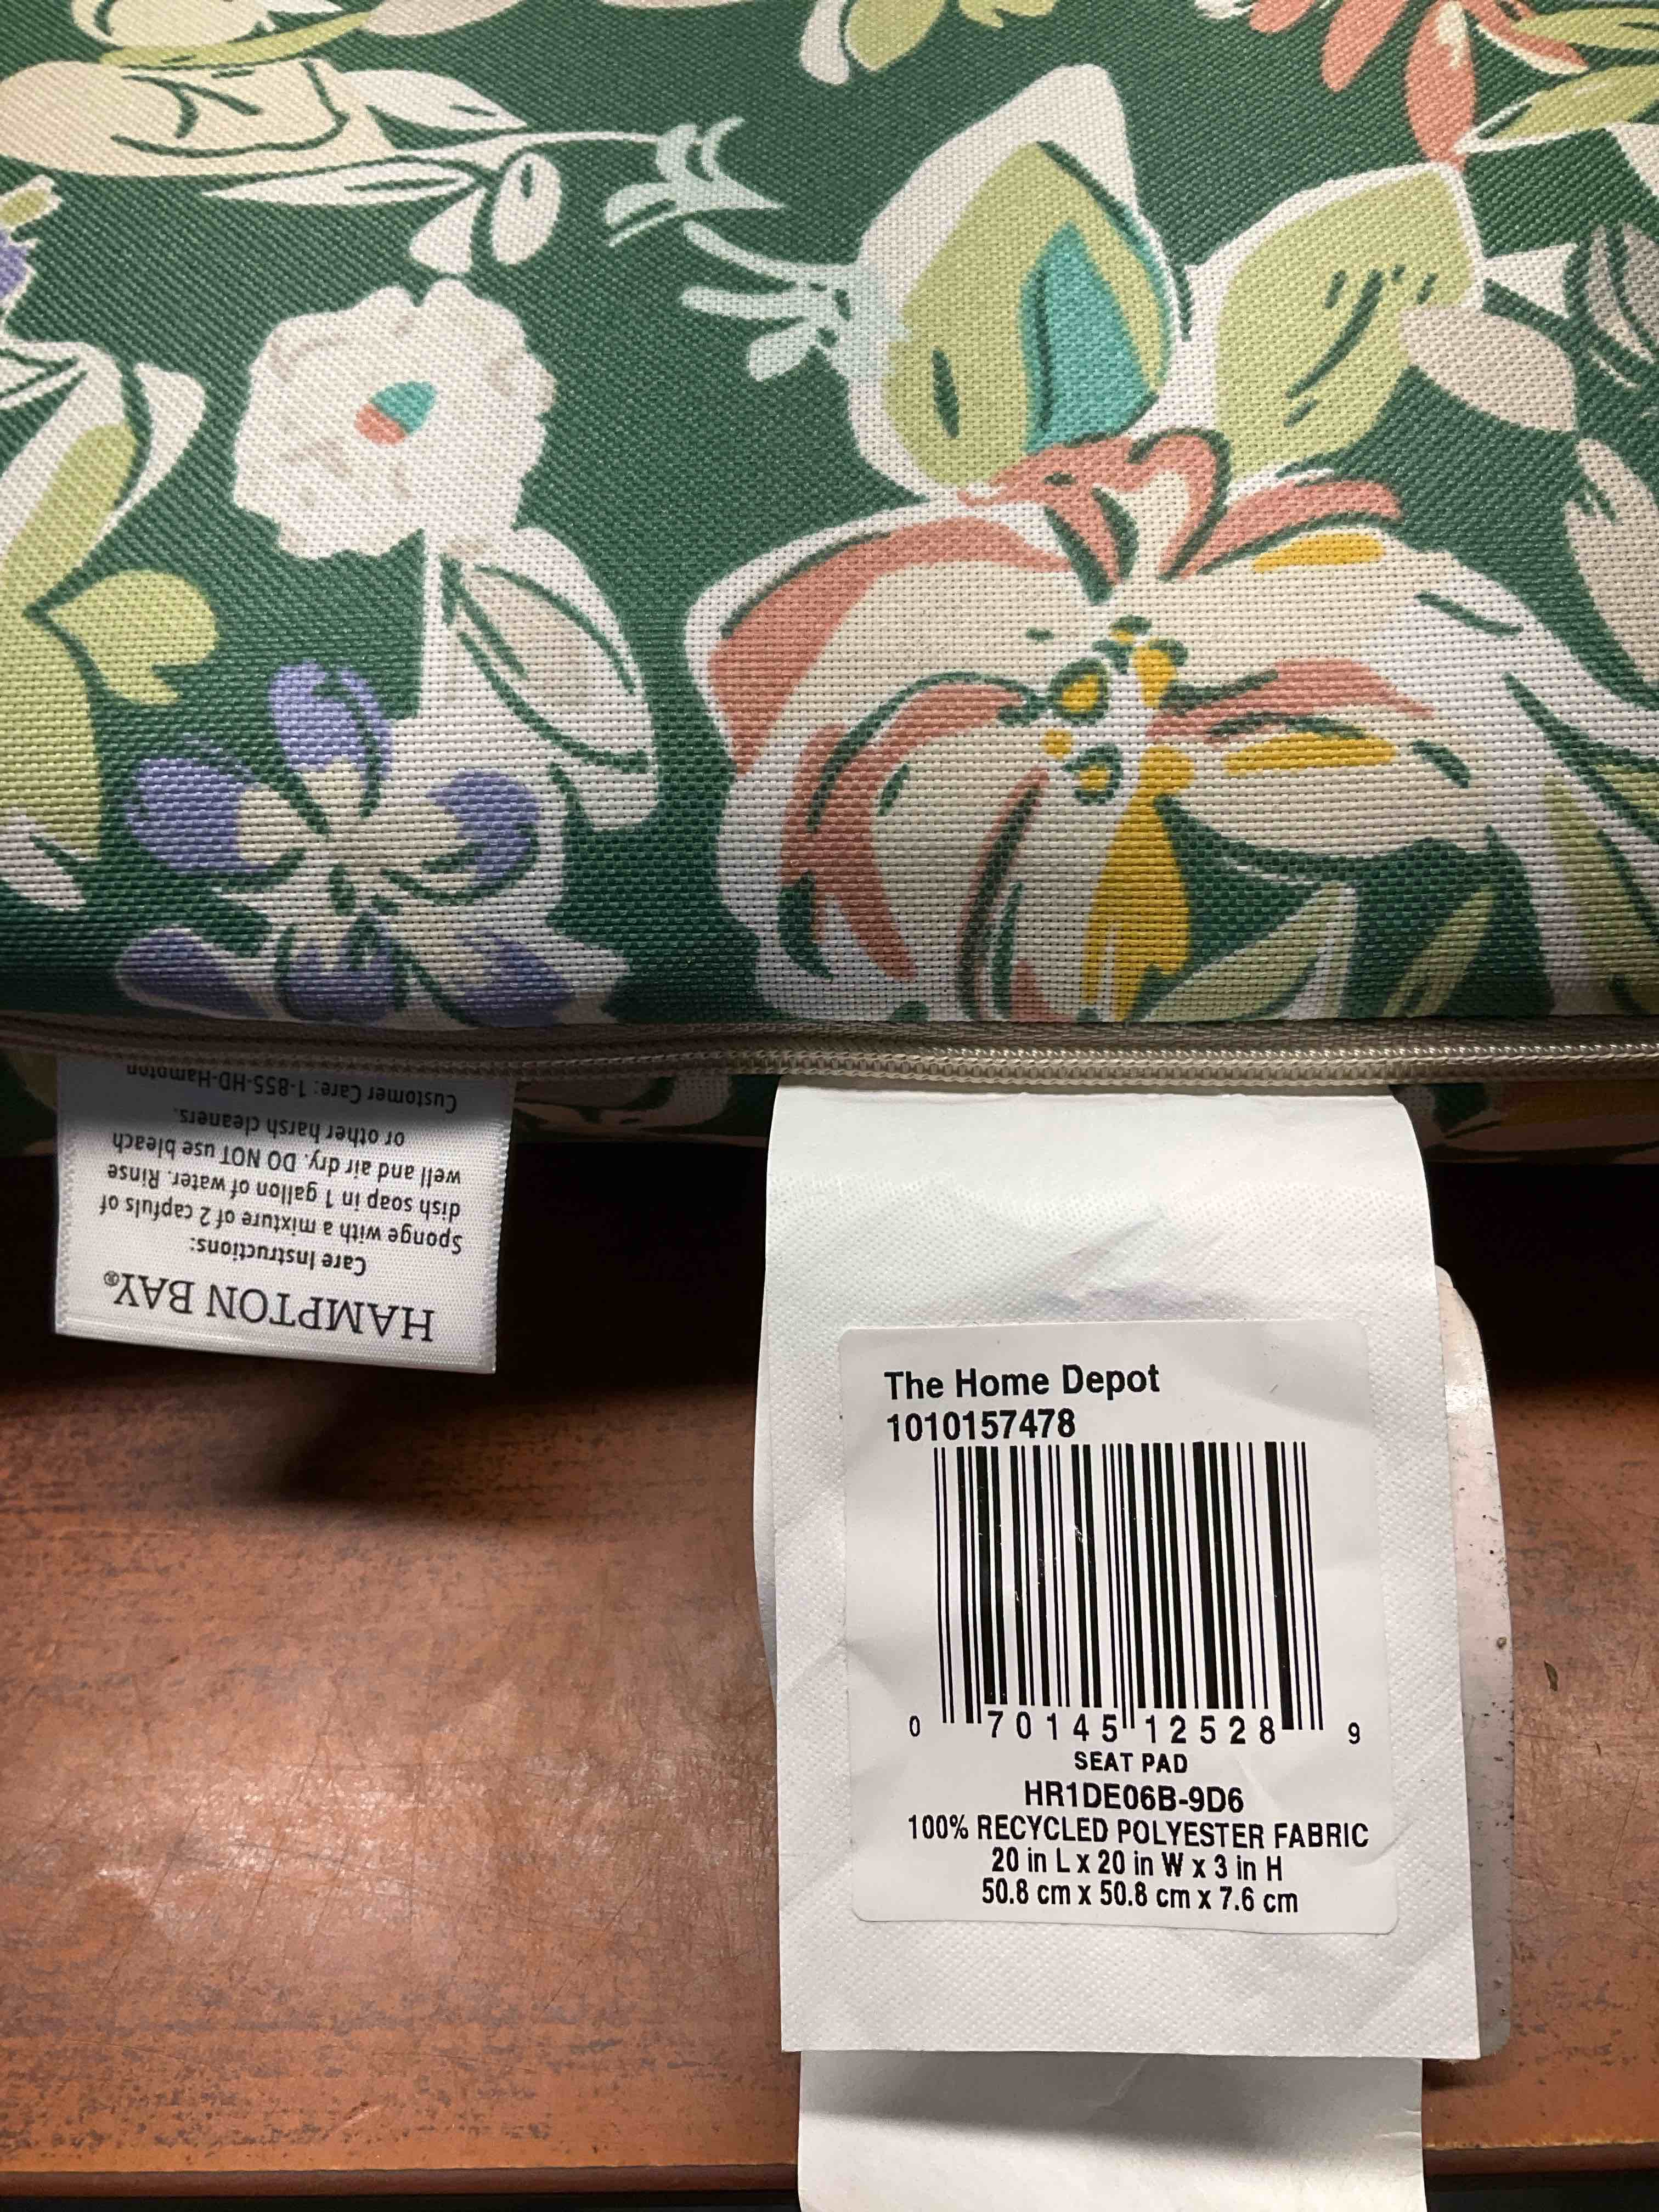 HAMPTON BAY®
Care Instructions:
Sponge with a mixture of 2 capfuls of
dish soap in 1 gallon of water. Rinse
well and air dry. DO NOT use bleach
or other harsh cleaners.
Customer Care: 1-855-HD-Hampton
The Home Depot
1010157478
0 70145 12528 9
SEAT PAD
HR1DE06B-9D6
100% RECYCLED POLYESTER FABRIC
20 in L x 20 in W x 3 in H
50.8 cm x 50.8 cm x 7.6 cm